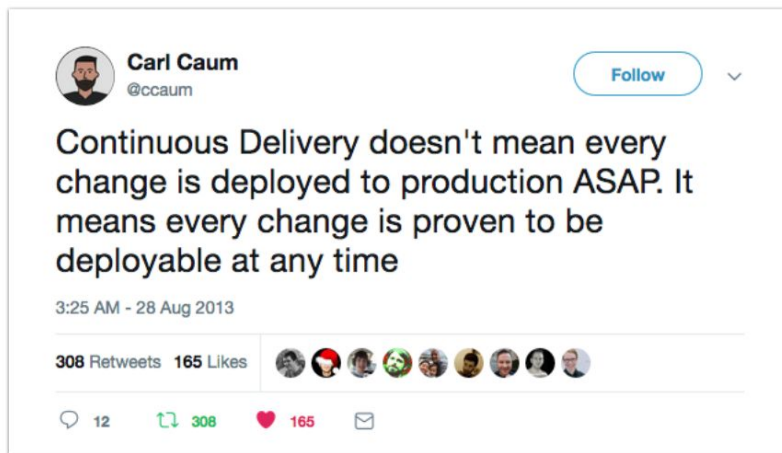 Carl Caum
@ccaum
Follow
Continuous Delivery doesn't mean every
change is deployed to production ASAP. It
means every change is proven to be
deployable at any time
3:25 AM - 28 Aug 2013
308 Retweets 165 Likes
12 308 165